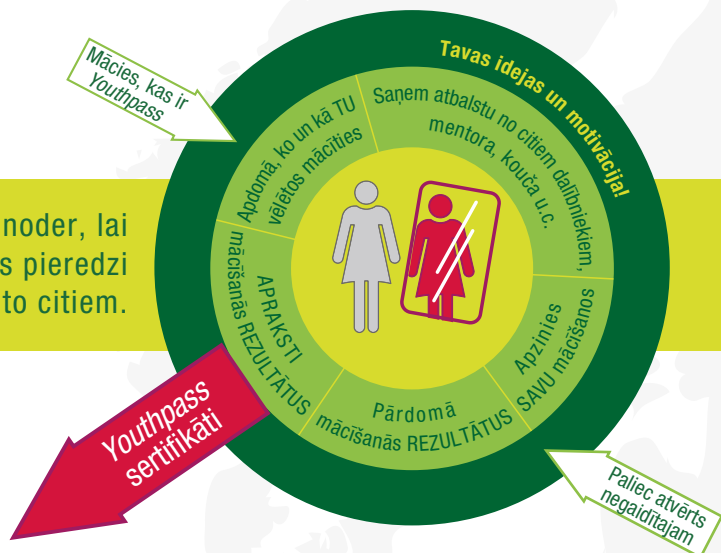 Mācies, kas ir
Youthpass
Tavas idejas un motivācija!
Apdomā, ko un kā TU
vēlētos mācīties
Saņem atbalstu no citiem dalībniekiem,
mentora, kouča u.c.
Apzinies
SAVU mācīšanos
Pārdomā
mācīšanās REZULTĀTUS
APRAKSTI
mācīšanās REZULTĀTUS
noder, lai
s pieredzi
to citiem.
Youthpass
sertifikāti
Paliec atvērts
negaidītajam